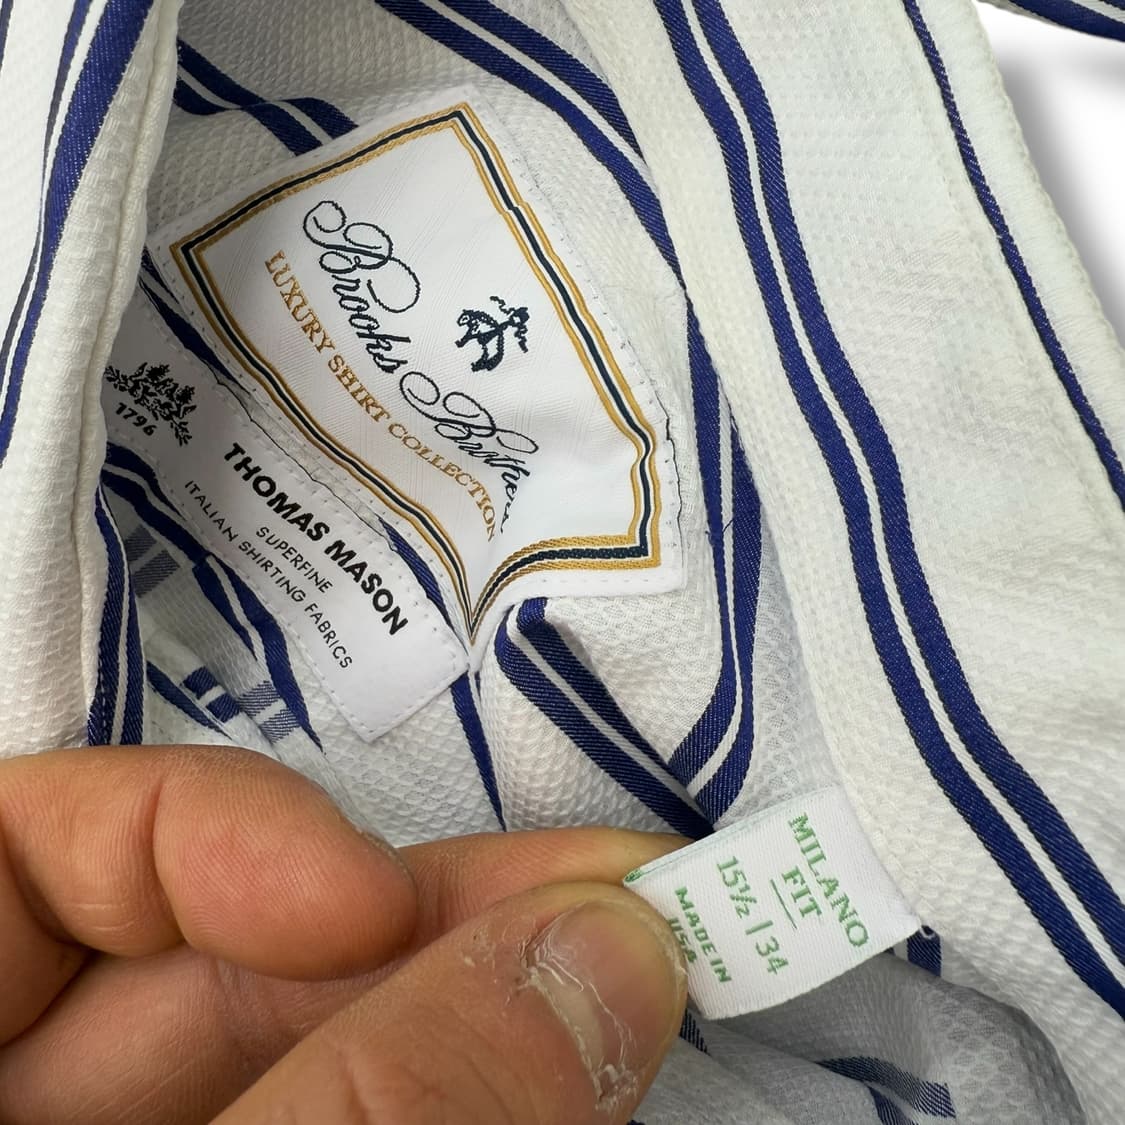 Brooks Brothers
LUXURY SHIRT COLLECTION
1796
THOMAS MASON
SUPERFINE
ITALIAN SHIRTING FABRICS
MILANO
FIT
15½ | 34
MADE IN
USA